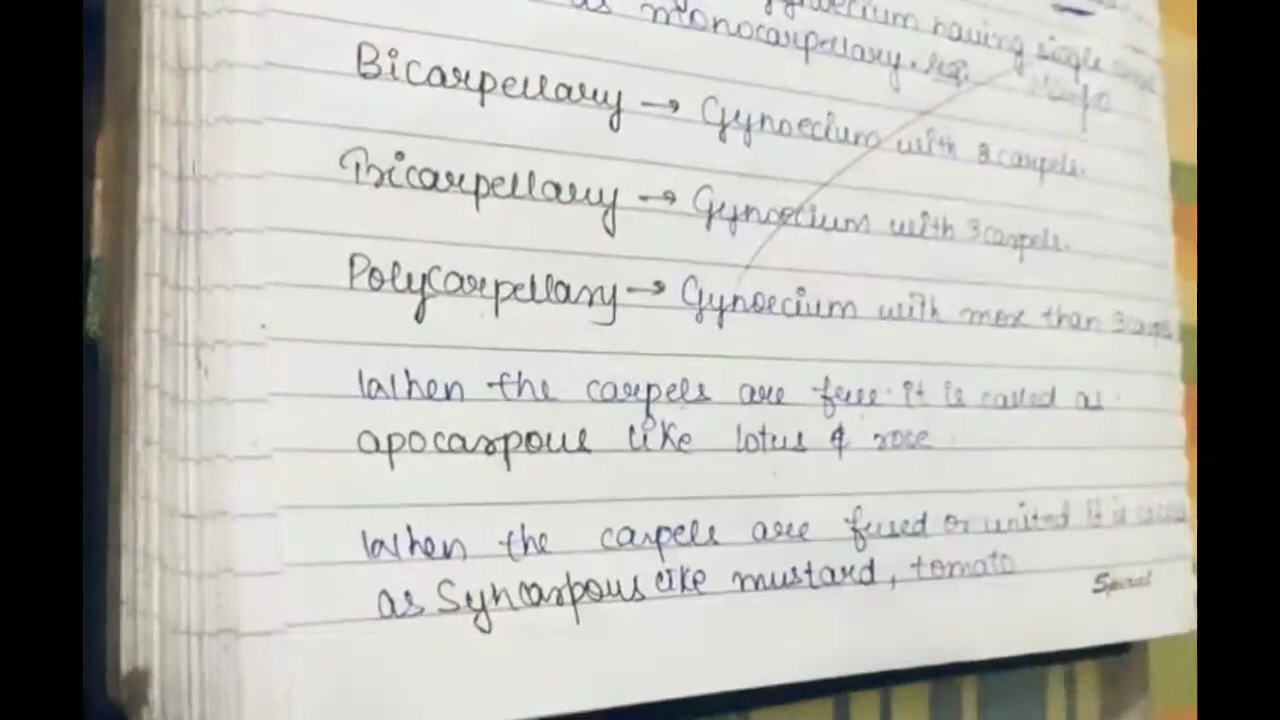 having single
as monocarpellary. eg.
Bicarpellary → Gynoecium with 2 carpels.
Tricarpellary → Gynoecium with 3 carpels.
Polycarpellary → Gynoecium with more than 3
When the carpels are free it is called as
apocarpous like lotus & rose
When the carpels are fused or united it is called
as Syncarpous like mustard, tomato